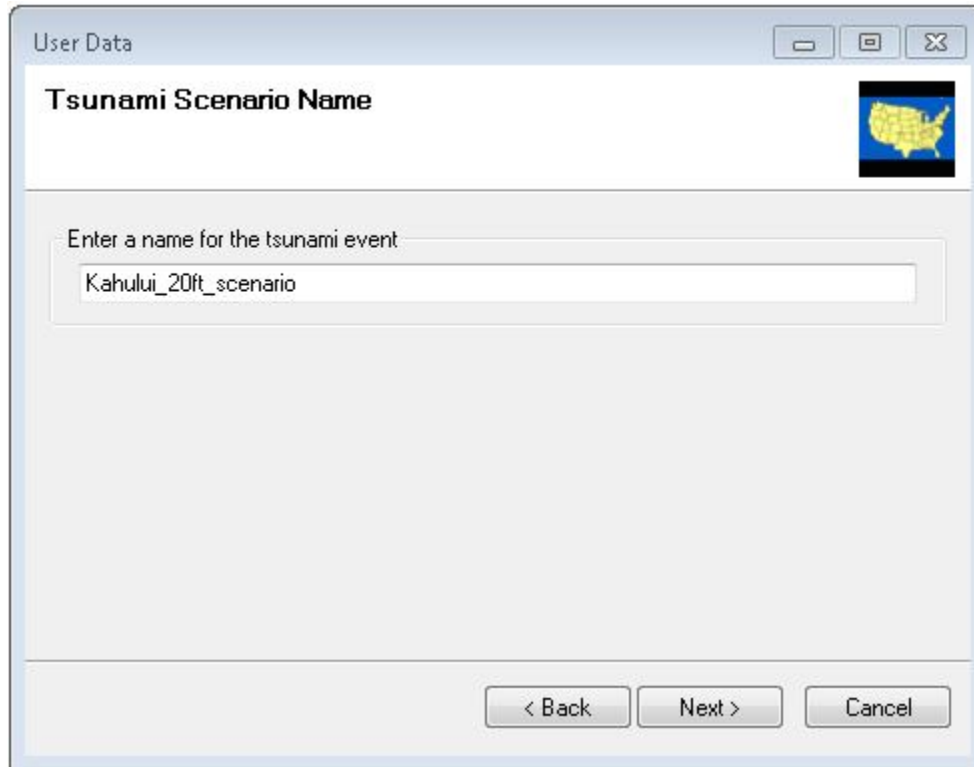 User Data
Tsunami Scenario Name
Enter a name for the tsunami event
Kahului_20ft_scenario
< Back Next > Cancel